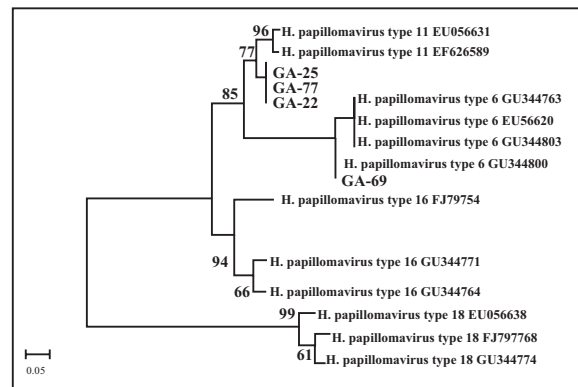 96 H. papillomavirus type 11 EU056631
77 H. papillomavirus type 11 EF626589
GA-25
GA-77
85 GA-22
H. papillomavirus type 6 GU344763
H. papillomavirus type 6 EU56620
H. papillomavirus type 6 GU344803
H. papillomavirus type 6 GU344800
GA-69
H. papillomavirus type 16 FJ79754
94 H. papillomavirus type 16 GU344771
66 H. papillomavirus type 16 GU344764
99 H. papillomavirus type 18 EU056638
H. papillomavirus type 18 FJ797768
61 H. papillomavirus type 18 GU344774
0.05